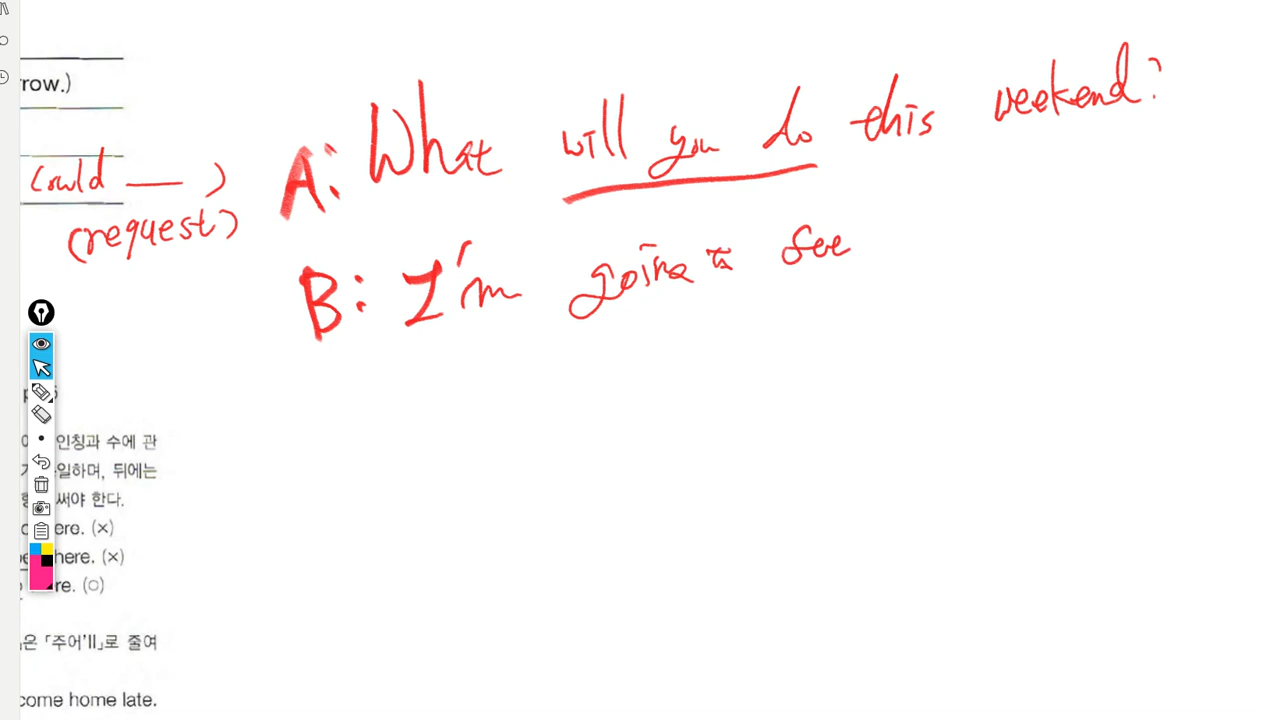 row.)
A: What will you do this weekend?
could —— )
(request)
B: I'm going to see
인칭과 수에 관
일하며, 뒤에는
써야 한다.
ere. (×)
here. (×)
re. (○)
은 「주어'll」로 줄여
come home late.